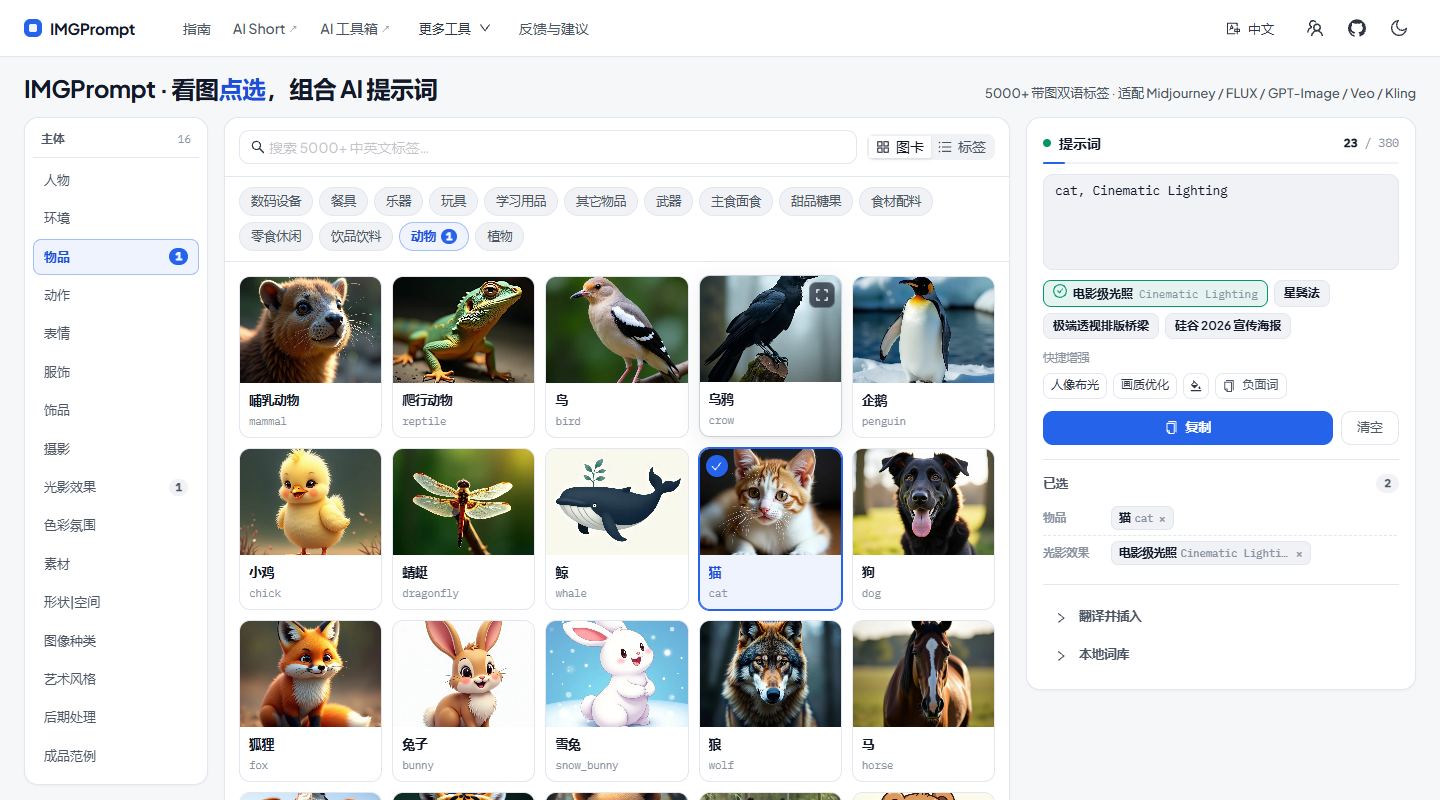 IMGPrompt
指南
AI Short ↗
AI 工具箱 ↗
更多工具
反馈与建议
中文
IMGPrompt · 看图点选，组合 AI 提示词
5000+ 带图双语标签 · 适配 Midjourney / FLUX / GPT-Image / Veo / Kling
主体 16
人物
环境
物品 1
动作
表情
服饰
饰品
摄影
光影效果 1
色彩氛围
素材
形状|空间
图像种类
艺术风格
后期处理
成品范例
搜索 5000+ 中英文标签...
图卡
标签
数码设备 餐具 乐器 玩具 学习用品 其它物品 武器 主食面食 甜品糖果 食材配料
零食休闲 饮品饮料 动物 1 植物
哺乳动物 爬行动物 鸟 乌鸦 企鹅
mammal reptile bird crow penguin
小鸡 蜻蜓 鲸 猫 狗
chick dragonfly whale cat dog
狐狸 兔子 雪兔 狼 马
fox bunny snow_bunny wolf horse
提示词 23 / 380
cat, Cinematic Lighting
电影级光照 Cinematic Lighting 星鬓法
极端透视排版桥梁 硅谷 2026 宣传海报
快捷增强
人像布光 画质优化 负面词
复制 清空
已选 2
物品 猫 cat ×
光影效果 电影级光照 Cinematic Lighti… ×
翻译并插入
本地词库